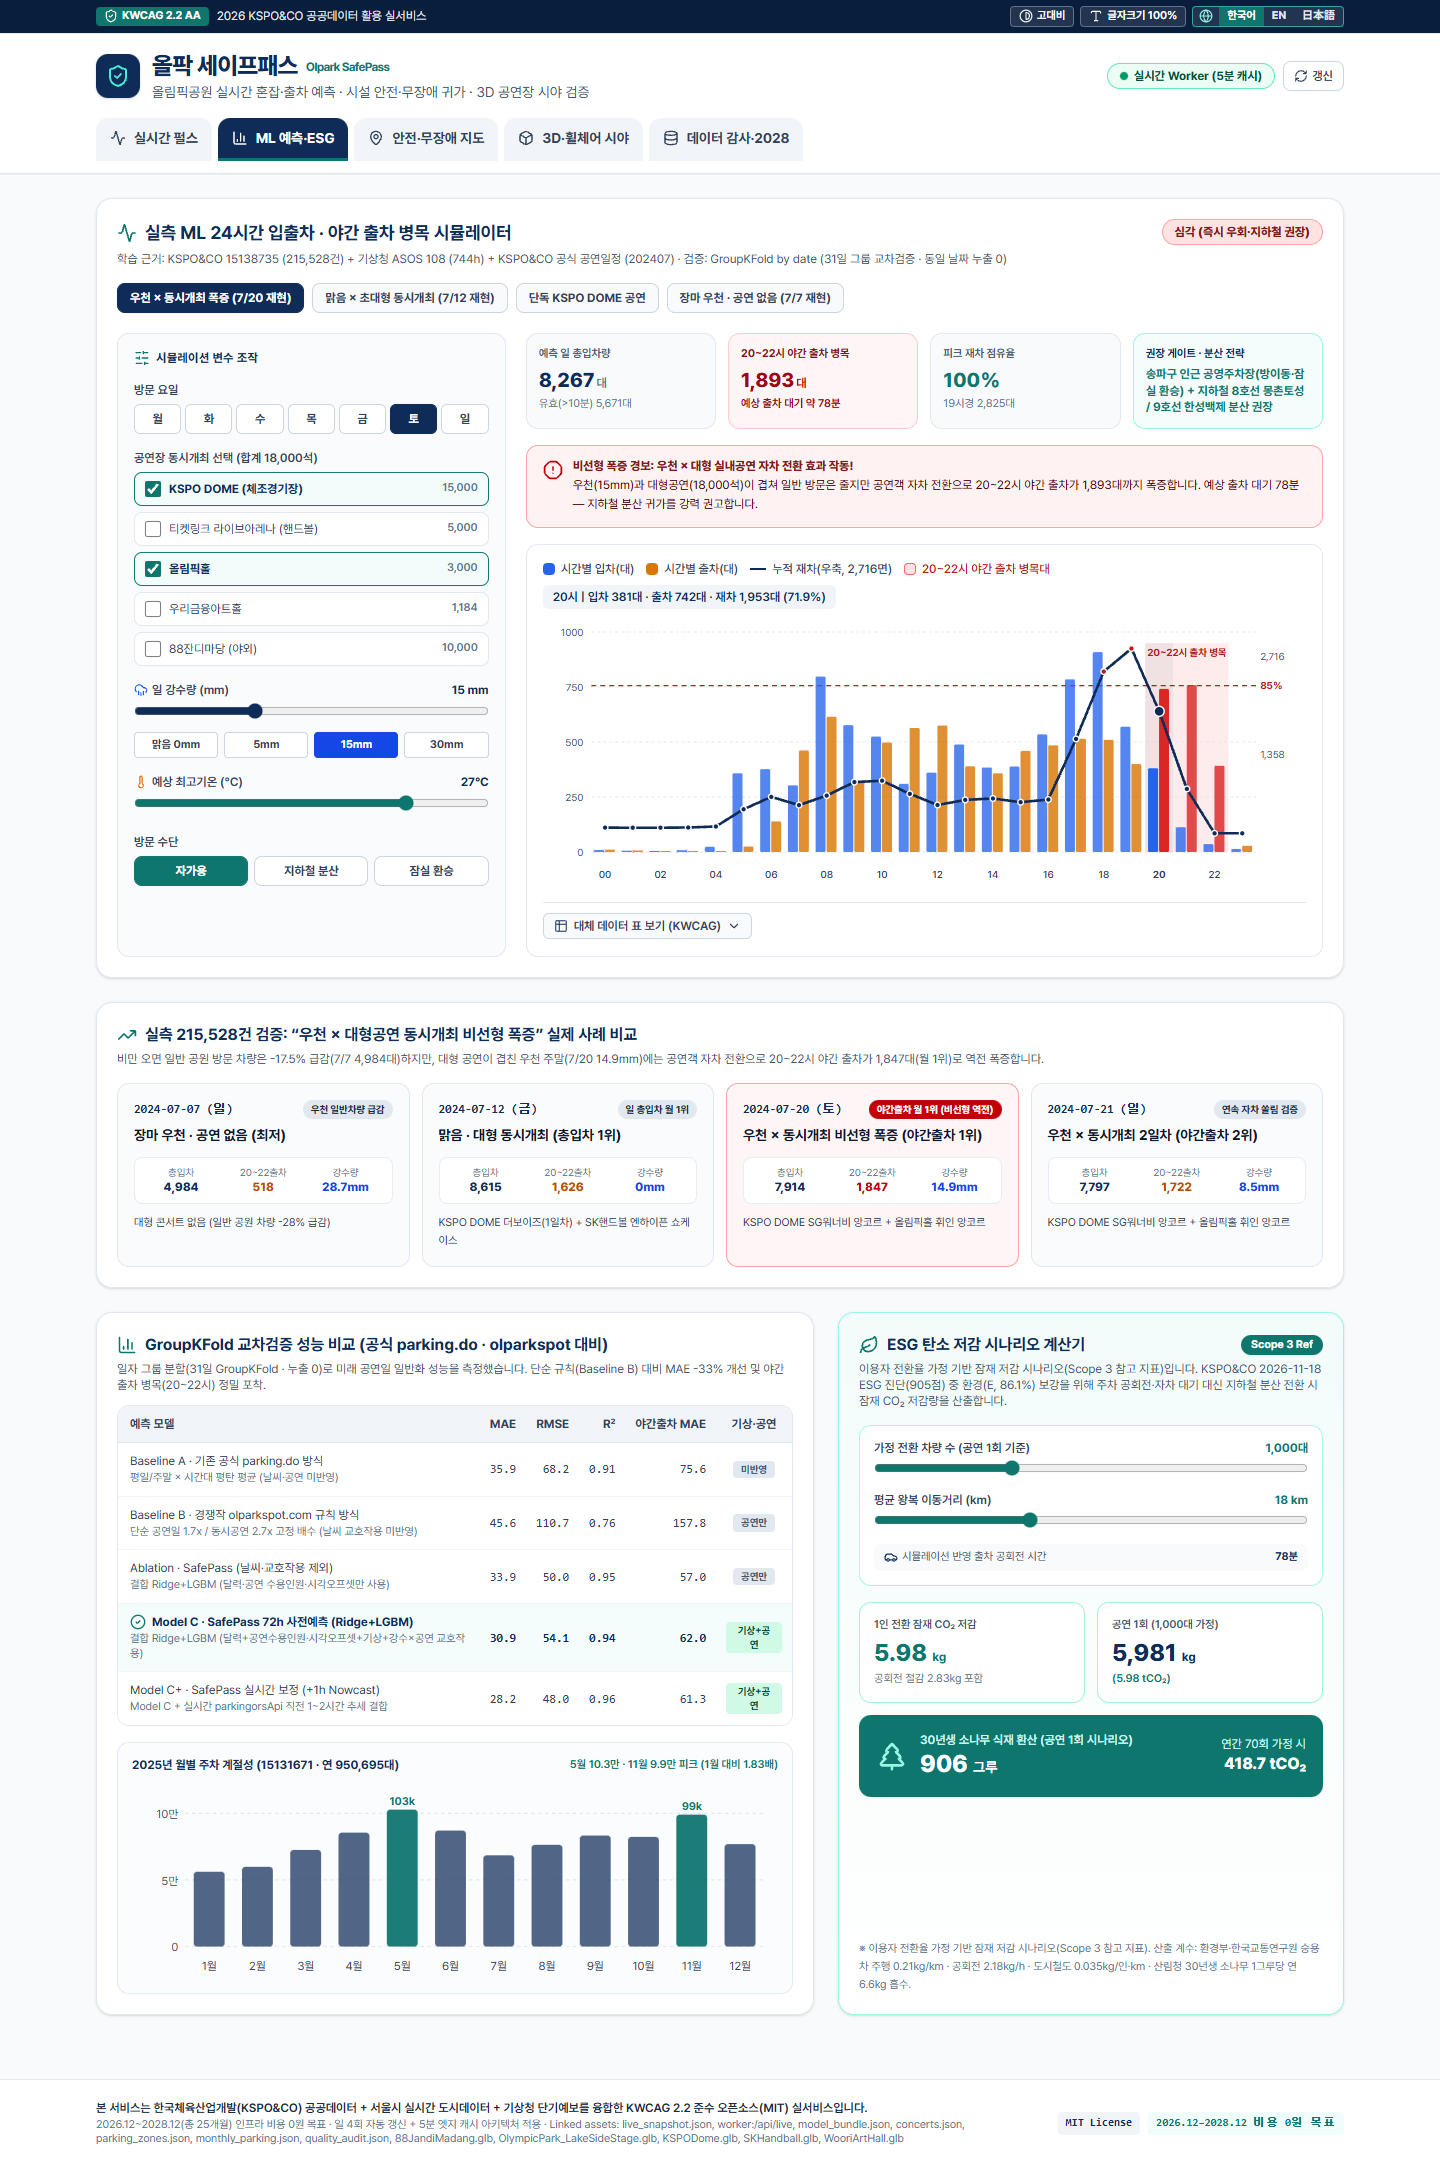 KWCAG 2.2 AA
2026 KSPO&CO 공공데이터 활용 실서비스
고대비
글자크기 100%
한국어
EN
日本語
올팍 세이프패스 Olpark SafePass
올림픽공원 실시간 혼잡·출차 예측 · 시설 안전·무장애 귀가 · 3D 공연장 시야 검증
실시간 Worker (5분 캐시)
갱신
실시간 펄스
ML 예측·ESG
안전·무장애 지도
3D·휠체어 시야
데이터 감사·2028
실측 ML 24시간 입출차 · 야간 출차 병목 시뮬레이터
심각 (즉시 우회·지하철 권장)
학습 근거: KSPO&CO 15138735 (215,528건) + 기상청 ASOS 108 (744h) + KSPO&CO 공식 공연일정 (202407) · 검증: GroupKFold by date (31일 그룹 교차검증 · 동일 날짜 누출 0)
우천 × 동시개최 폭증 (7/20 재현)
맑음 × 초대형 동시개최 (7/12 재현)
단독 KSPO DOME 공연
장마 우천 · 공연 없음 (7/7 재현)
시뮬레이션 변수 조작
방문 요일
월
화
수
목
금
토
일
공연장 동시개최 선택 (합계 18,000석)
KSPO DOME (체조경기장)
15,000
티켓링크 라이브아레나 (핸드볼)
5,000
올림픽홀
3,000
우리금융아트홀
1,184
88잔디마당 (야외)
10,000
일 강수량 (mm)
15 mm
맑음 0mm
5mm
15mm
30mm
예상 최고기온 (°C)
27°C
방문 수단
자가용
지하철 분산
잠실 환승
예측 일 총입차량
8,267 대
유효(>10분) 5,671대
20~22시 야간 출차 병목
1,893 대
예상 출차 대기 약 78분
피크 재차 점유율
100%
19시경 2,825대
권장 게이트 · 분산 전략
송파구 인근 공영주차장(방이동·잠
실 환승) + 지하철 8호선 몽촌토성
/ 9호선 한성백제 분산 권장
비선형 폭증 경보: 우천 × 대형 실내공연 자차 전환 효과 작동!
우천(15mm)과 대형공연(18,000석)이 겹쳐 일반 방문은 줄지만 공연객 자차 전환으로 20~22시 야간 출차가 1,893대까지 폭증합니다. 예상 출차 대기 78분
— 지하철 분산 귀가를 강력 권고합니다.
시간별 입차(대)
시간별 출차(대)
누적 재차(우축, 2,716면)
20~22시 야간 출차 병목대
20시 | 입차 381대 · 출차 742대 · 재차 1,953대 (71.9%)
1000
750
500
250
0
20~22시 출차 병목
2,716
85%
1,358
00
02
04
06
08
10
12
14
16
18
20
22
대체 데이터 표 보기 (KWCAG)
실측 215,528건 검증: “우천 × 대형공연 동시개최 비선형 폭증” 실제 사례 비교
비만 오면 일반 공원 방문 차량은 -17.5% 급감(7/7 4,984대)하지만, 대형 공연이 겹친 우천 주말(7/20 14.9mm)에는 공연객 자차 전환으로 20~22시 야간 출차가 1,847대(월 1위)로 역전 폭증합니다.
2024-07-07 (일)
우천 일반차량 급감
장마 우천 · 공연 없음 (최저)
총입차
20~22출차
강수량
4,984
518
28.7mm
대형 콘서트 없음 (일반 공원 차량 -28% 급감)
2024-07-12 (금)
일 총입차 월 1위
맑음 · 대형 동시개최 (총입차 1위)
총입차
20~22출차
강수량
8,615
1,626
0mm
KSPO DOME 더보이즈(1일차) + SK핸드볼 엔하이픈 쇼케
이스
2024-07-20 (토)
야간출차 월 1위 (비선형 역전)
우천 × 동시개최 비선형 폭증 (야간출차 1위)
총입차
20~22출차
강수량
7,914
1,847
14.9mm
KSPO DOME SG워너비 앙코르 + 올림픽홀 휘인 앙코르
2024-07-21 (일)
연속 자차 쏠림 검증
우천 × 동시개최 2일차 (야간출차 2위)
총입차
20~22출차
강수량
7,797
1,722
8.5mm
KSPO DOME SG워너비 앙코르 + 올림픽홀 휘인 앙코르
GroupKFold 교차검증 성능 비교 (공식 parking.do · olparkspot 대비)
일자 그룹 분할(31일 GroupKFold · 누출 0)로 미래 공연일 일반화 성능을 측정했습니다. 단순 규칙(Baseline B) 대비 MAE -33% 개선 및 야간
출차 병목(20~22시) 정밀 포착.
예측 모델
MAE
RMSE
R²
야간출차 MAE
기상·공연
Baseline A · 기존 공식 parking.do 방식
평일/주말 × 시간대 평탄 평균 (날씨·공연 미반영)
35.9
68.2
0.91
75.6
미반영
Baseline B · 경쟁작 olparkspot.com 규칙 방식
단순 공연일 1.7x / 동시공연 2.7x 고정 배수 (날씨 교호작용 미반영)
45.6
110.7
0.76
157.8
공연만
Ablation · SafePass (날씨·교호작용 제외)
결합 Ridge+LGBM (달력·공연 수용인원·시각오프셋만 사용)
33.9
50.0
0.95
57.0
공연만
Model C · SafePass 72h 사전예측 (Ridge+LGBM)
결합 Ridge+LGBM (달력+공연수용인원·시각오프셋+기상+강수×공연 교호작
용)
30.9
54.1
0.94
62.0
기상+공
연
Model C+ · SafePass 실시간 보정 (+1h Nowcast)
Model C + 실시간 parkingorsApi 직전 1~2시간 추세 결합
28.2
48.0
0.96
61.3
기상+공
연
2025년 월별 주차 계절성 (15131671 · 연 950,695대)
5월 10.3만 · 11월 9.9만 피크 (1월 대비 1.83배)
10만
5만
0
103k
99k
1월
2월
3월
4월
5월
6월
7월
8월
9월
10월
11월
12월
ESG 탄소 저감 시나리오 계산기
Scope 3 Ref
이용자 전환율 가정 기반 잠재 저감 시나리오(Scope 3 참고 지표)입니다. KSPO&CO 2026-11-18
ESG 진단(905점) 중 환경(E, 86.1%) 보강을 위해 주차 공회전·자차 대기 대신 지하철 분산 전환 시
잠재 CO₂ 저감량을 산출합니다.
가정 전환 차량 수 (공연 1회 기준)
1,000대
평균 왕복 이동거리 (km)
18 km
시뮬레이션 반영 출차 공회전 시간
78분
1인 전환 잠재 CO₂ 저감
5.98 kg
공회전 절감 2.83kg 포함
공연 1회 (1,000대 가정)
5,981 kg
(5.98 tCO₂)
30년생 소나무 식재 환산 (공연 1회 시나리오)
906 그루
연간 70회 가정 시
418.7 tCO₂
※ 이용자 전환율 가정 기반 잠재 저감 시나리오(Scope 3 참고 지표). 산출 계수: 환경부·한국교통연구원 승용
차 주행 0.21kg/km · 공회전 2.18kg/h · 도시철도 0.035kg/인·km · 산림청 30년생 소나무 1그루당 연
6.6kg 흡수.
본 서비스는 한국체육산업개발(KSPO&CO) 공공데이터 + 서울시 실시간 도시데이터 + 기상청 단기예보를 융합한 KWCAG 2.2 준수 오픈소스(MIT) 실서비스입니다.
2026.12~2028.12(총 25개월) 인프라 비용 0원 목표 · 일 4회 자동 갱신 + 5분 엣지 캐시 아키텍처 적용 · Linked assets: live_snapshot.json, worker:/api/live, model_bundle.json, concerts.json,
parking_zones.json, monthly_parking.json, quality_audit.json, 88JandiMadang.glb, OlympicPark_LakeSideStage.glb, KSPODome.glb, SKHandball.glb, WooriArtHall.glb
MIT License
2026.12—2028.12 비용 0원 목표